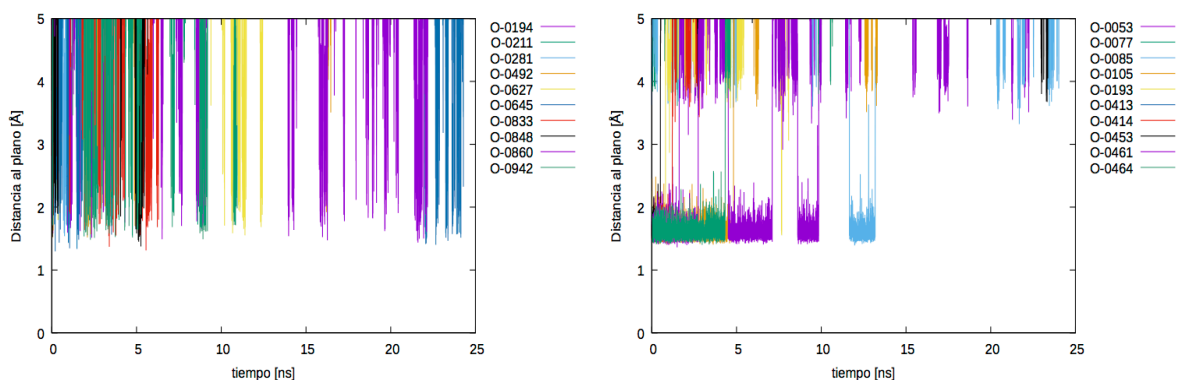 Distancia al plano [Å]
5
4
3
2
1
0
0 5 10 15 20 25
tiempo [ns]
O-0194
O-0211
O-0281
O-0492
O-0627
O-0645
O-0833
O-0848
O-0860
O-0942
Distancia al plano [Å]
5
4
3
2
1
0
0 5 10 15 20 25
tiempo [ns]
O-0053
O-0077
O-0085
O-0105
O-0193
O-0413
O-0414
O-0453
O-0461
O-0464